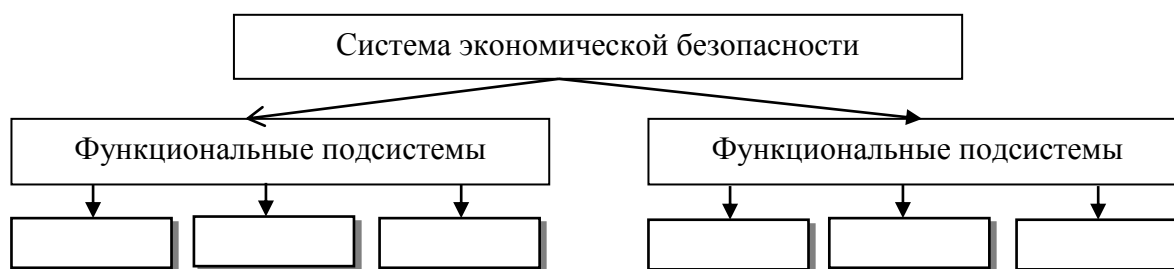 Система экономической безопасности
Функциональные подсистемы
Функциональные подсистемы